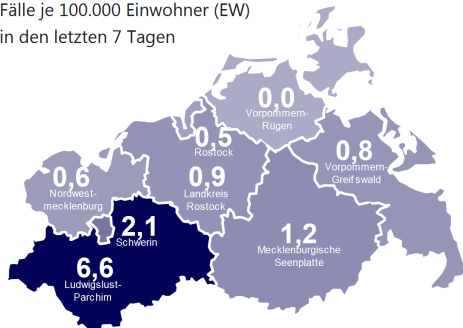 Fälle je 100.000 Einwohner (EW)
in den letzten 7 Tagen
0,0
Vorpommern-
Rügen
0,5
Rostock
0,8
Vorpommern-
Greifswald
0,6
Nordwest-
mecklenburg
0,9
Landkreis
Rostock
2,1
Schwerin
1,2
Mecklenburgische
Seenplatte
6,6
Ludwigslust-
Parchim